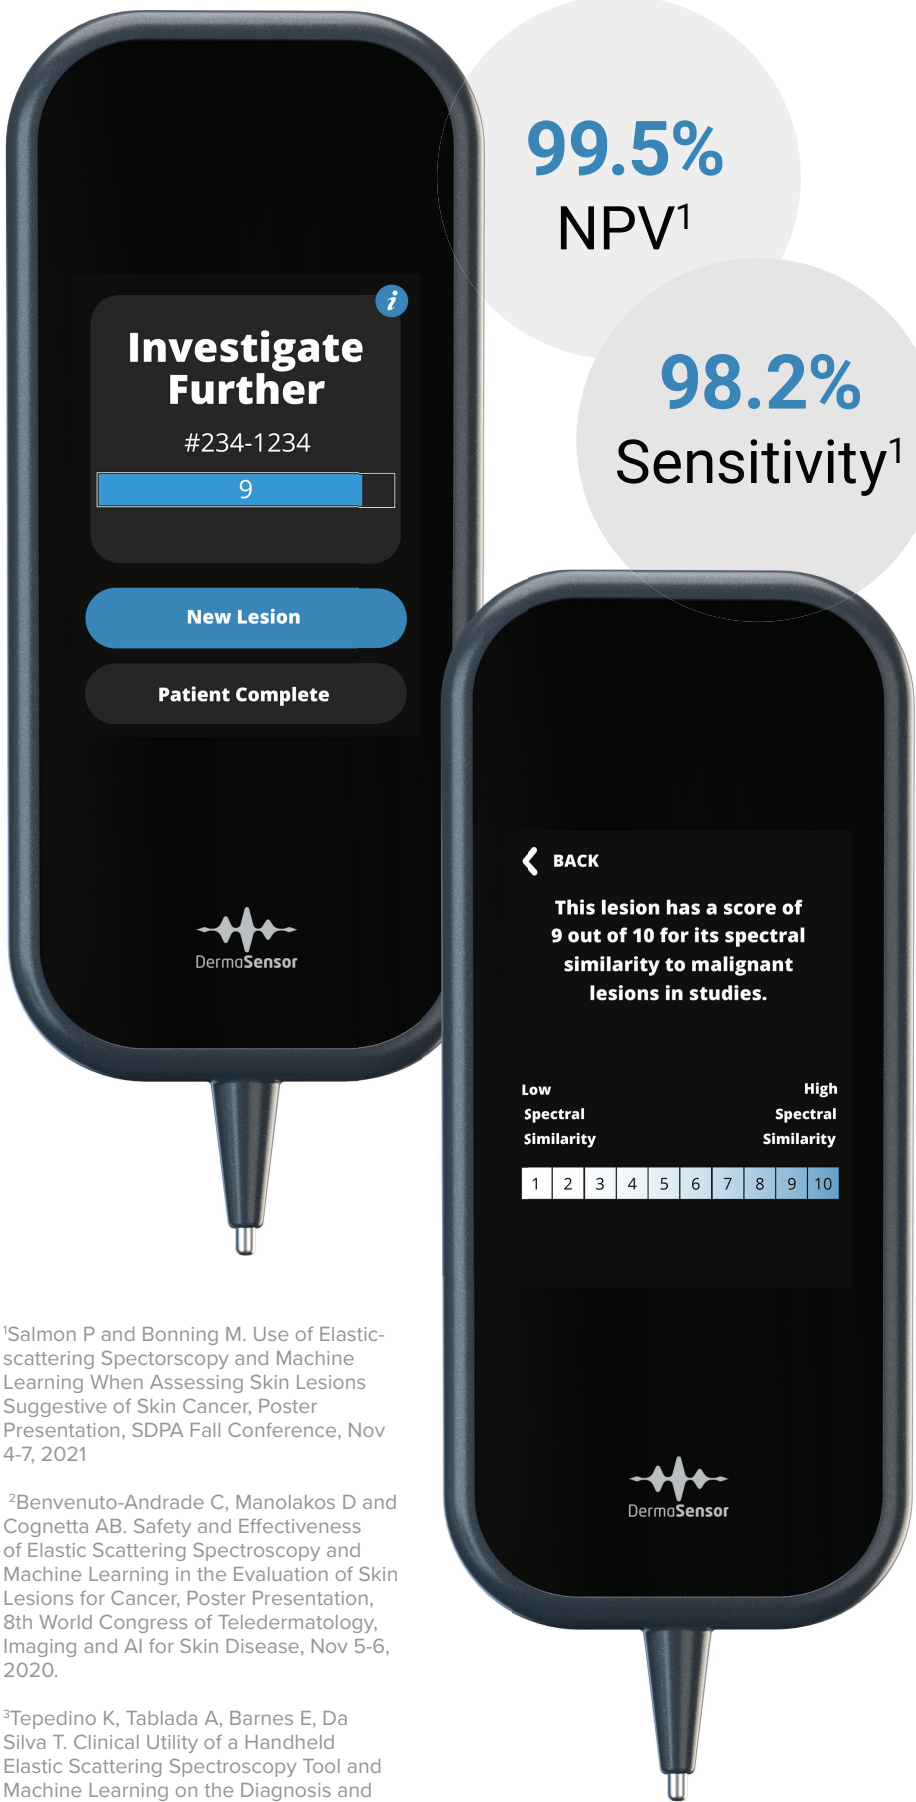 99.5%
NPV¹
98.2%
Sensitivity¹
i
Investigate
Further
#234-1234
9
New Lesion
Patient Complete
DermaSensor
BACK
This lesion has a score of
9 out of 10 for its spectral
similarity to malignant
lesions in studies.
Low
Spectral
Similarity
High
Spectral
Similarity
1 2 3 4 5 6 7 8 9 10
DermaSensor
¹Salmon P and Bonning M. Use of Elastic-
scattering Spectorscopy and Machine
Learning When Assessing Skin Lesions
Suggestive of Skin Cancer, Poster
Presentation, SDPA Fall Conference, Nov
4-7, 2021
²Benvenuto-Andrade C, Manolakos D and
Cognetta AB. Safety and Effectiveness
of Elastic Scattering Spectroscopy and
Machine Learning in the Evaluation of Skin
Lesions for Cancer, Poster Presentation,
8th World Congress of Teledermatology,
Imaging and AI for Skin Disease, Nov 5-6,
2020.
³Tepedino K, Tablada A, Barnes E, Da
Silva T. Clinical Utility of a Handheld
Elastic Scattering Spectroscopy Tool and
Machine Learning on the Diagnosis and